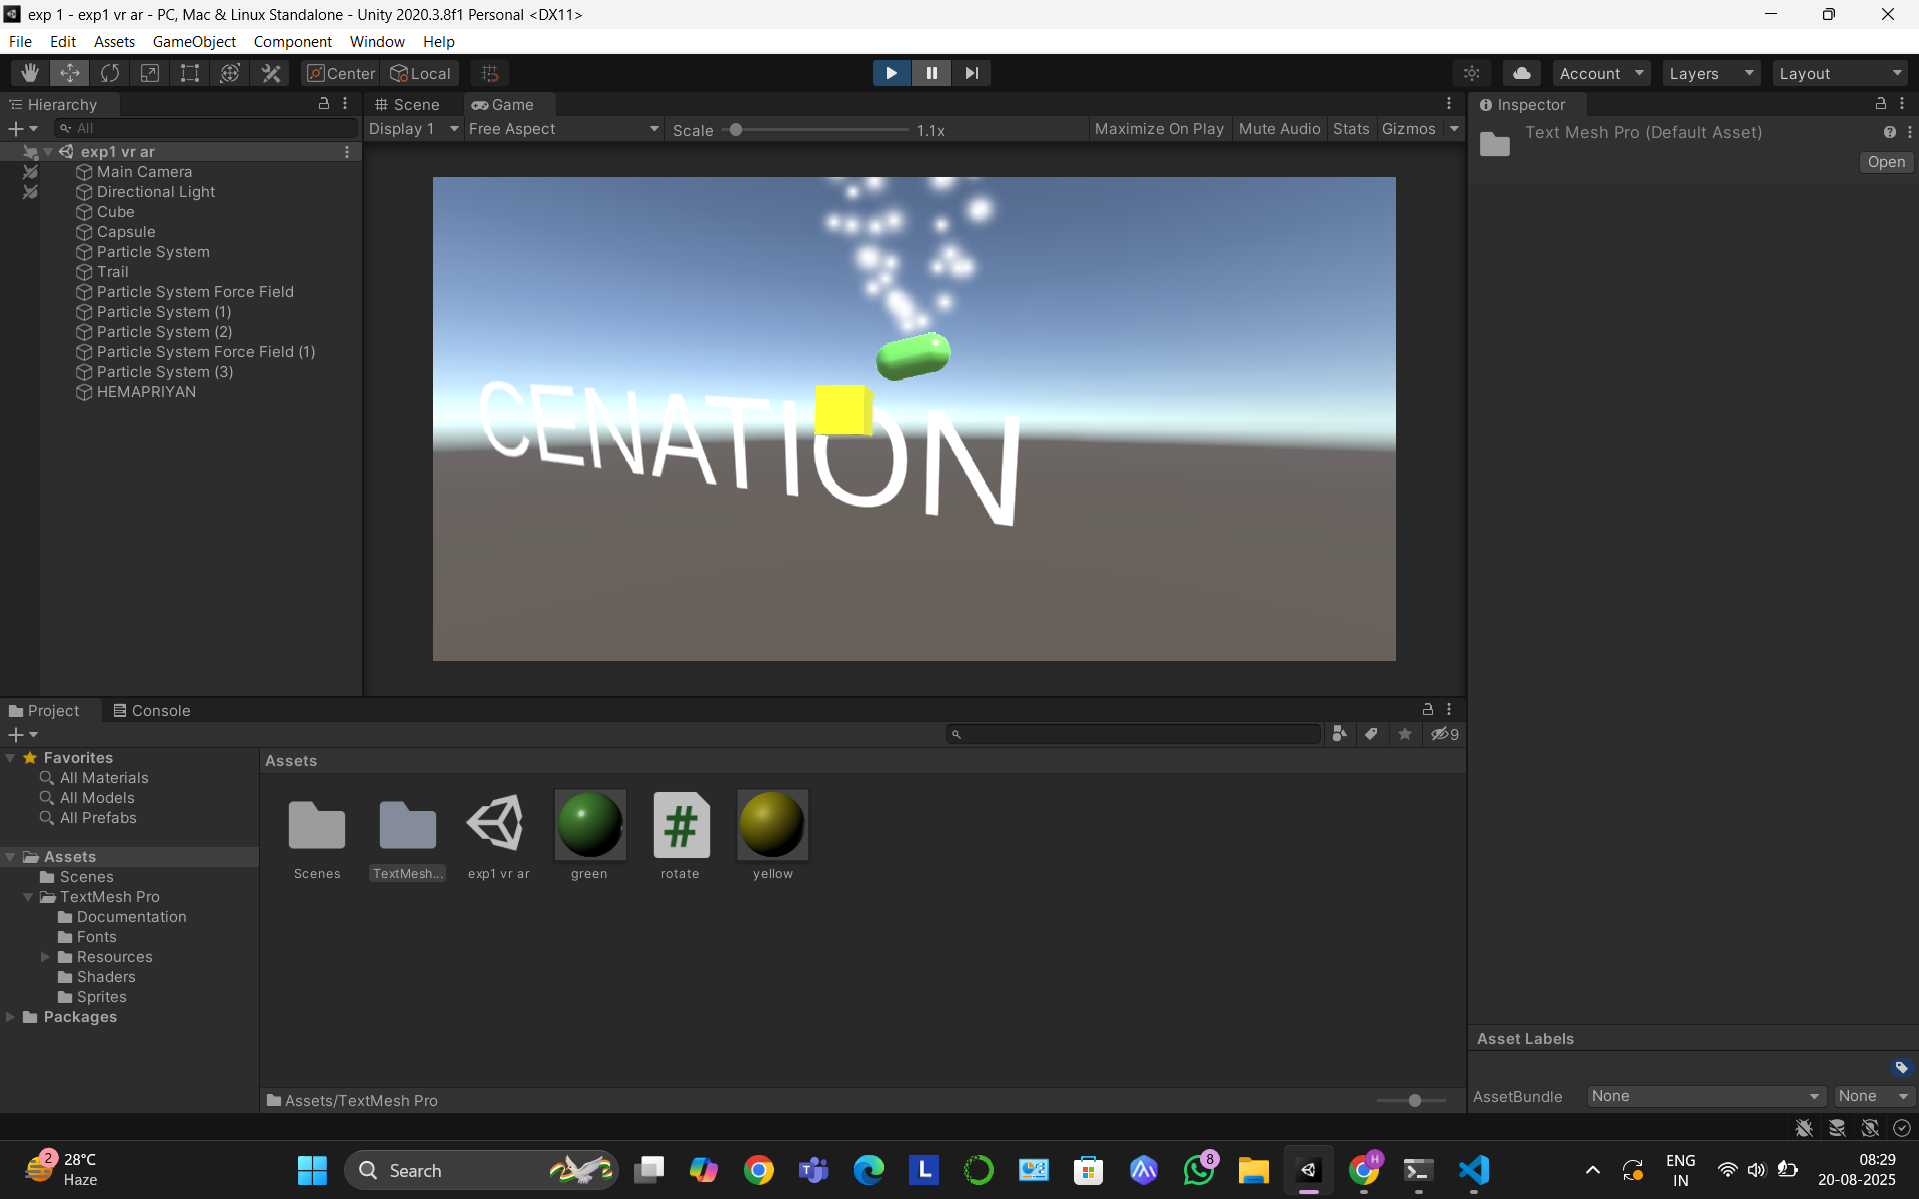 exp 1 - exp1 vr ar - PC, Mac & Linux Standalone - Unity 2020.3.8f1 Personal <DX11>
File Edit Assets GameObject Component Window Help
Center Local Account Layers Layout
Hierarchy
All
exp1 vr ar
Main Camera
Directional Light
Cube
Capsule
Particle System
Trail
Particle System Force Field
Particle System (1)
Particle System (2)
Particle System Force Field (1)
Particle System (3)
HEMAPRIYAN
Scene Game
Display 1 Free Aspect Scale 1.1x Maximize On Play Mute Audio Stats Gizmos
CENATION
Inspector
Text Mesh Pro (Default Asset)
Open
Project Console
9
Favorites
All Materials
All Models
All Prefabs
Assets
Scenes
TextMesh Pro
Documentation
Fonts
Resources
Shaders
Sprites
Packages
Assets
Scenes TextMesh... exp1 vr ar green rotate yellow
#
Assets/TextMesh Pro
Asset Labels
AssetBundle None None
2
28°C
Haze
Search
L
8
H
ENG
IN
08:29
20-08-2025